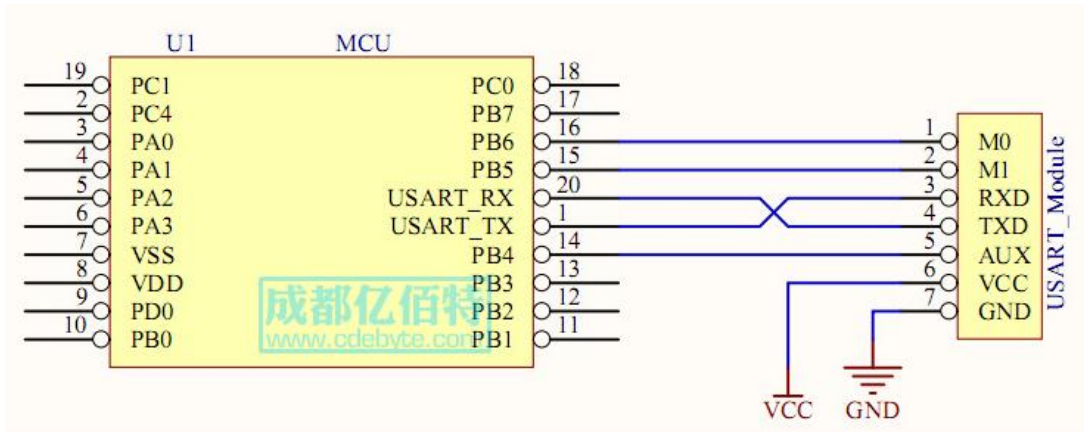 U1 MCU
19 PC1 PC0 18
2 PC4 PB7 17
3 PA0 PB6 16 1 M0
4 PA1 PB5 15 2 M1
5 PA2 USART_RX 20 3 RXD
6 PA3 USART_TX 1 4 TXD
7 VSS PB4 14 5 AUX
8 VDD PB3 13 6 VCC
9 PD0 PB2 12 7 GND
10 PB0 PB1 11
USART_Module
成都亿佰特
www.cdebyte.com
VCC GND